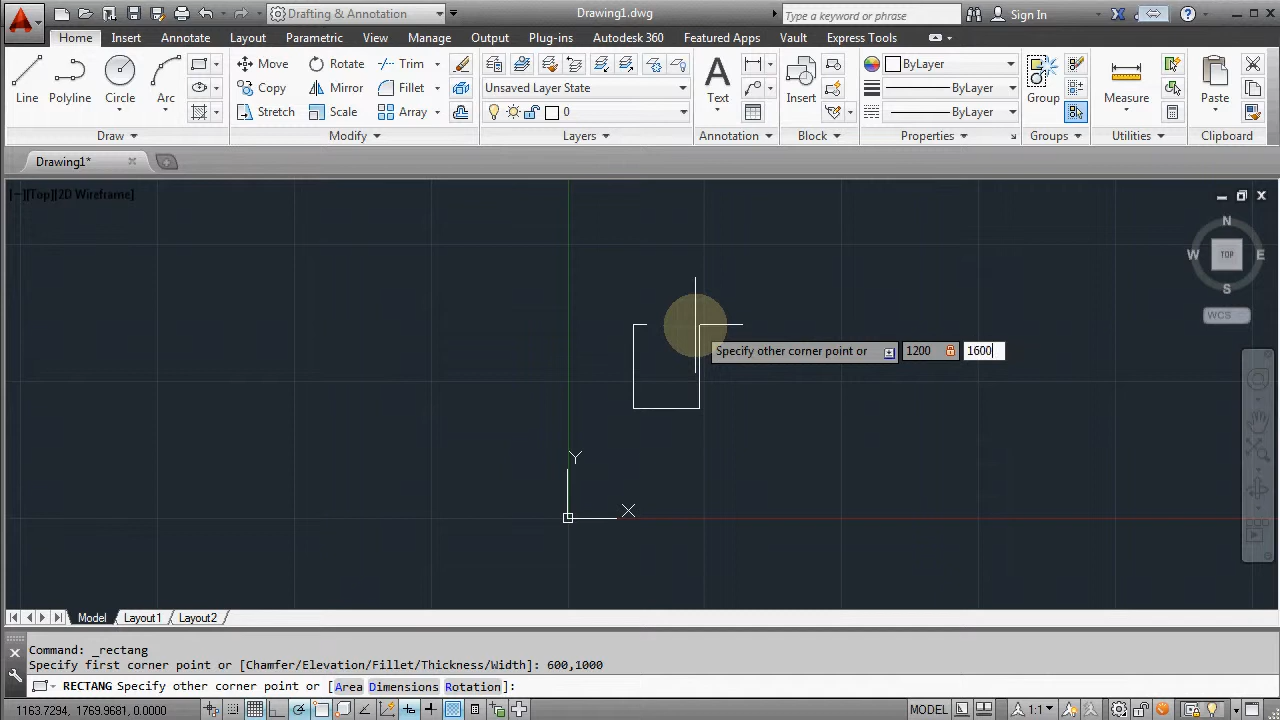 Drafting & Annotation
Drawing1.dwg
Type a keyword or phrase
Sign In
Home Insert Annotate Layout Parametric View Manage Output Plug-ins Autodesk 360 Featured Apps Vault Express Tools
Move Rotate Trim
Unsaved Layer State
ByLayer
Line Polyline Circle Arc
Copy Mirror Fillet
Text
Insert
ByLayer
Group
Measure
Paste
Stretch Scale Array
0
ByLayer
Draw Modify Layers Annotation Block Properties Groups Utilities Clipboard
Drawing1*
[−][Top][2D Wireframe]
N
W TOP E
S
WCS
Specify other corner point or 1200 1600
Y
X
Model Layout1 Layout2
Command: _rectang
Specify first corner point or [Chamfer/Elevation/Fillet/Thickness/Width]: 600,1000
RECTANG Specify other corner point or [Area Dimensions Rotation]:
1163.7294, 1769.9681, 0.0000
MODEL
1:1